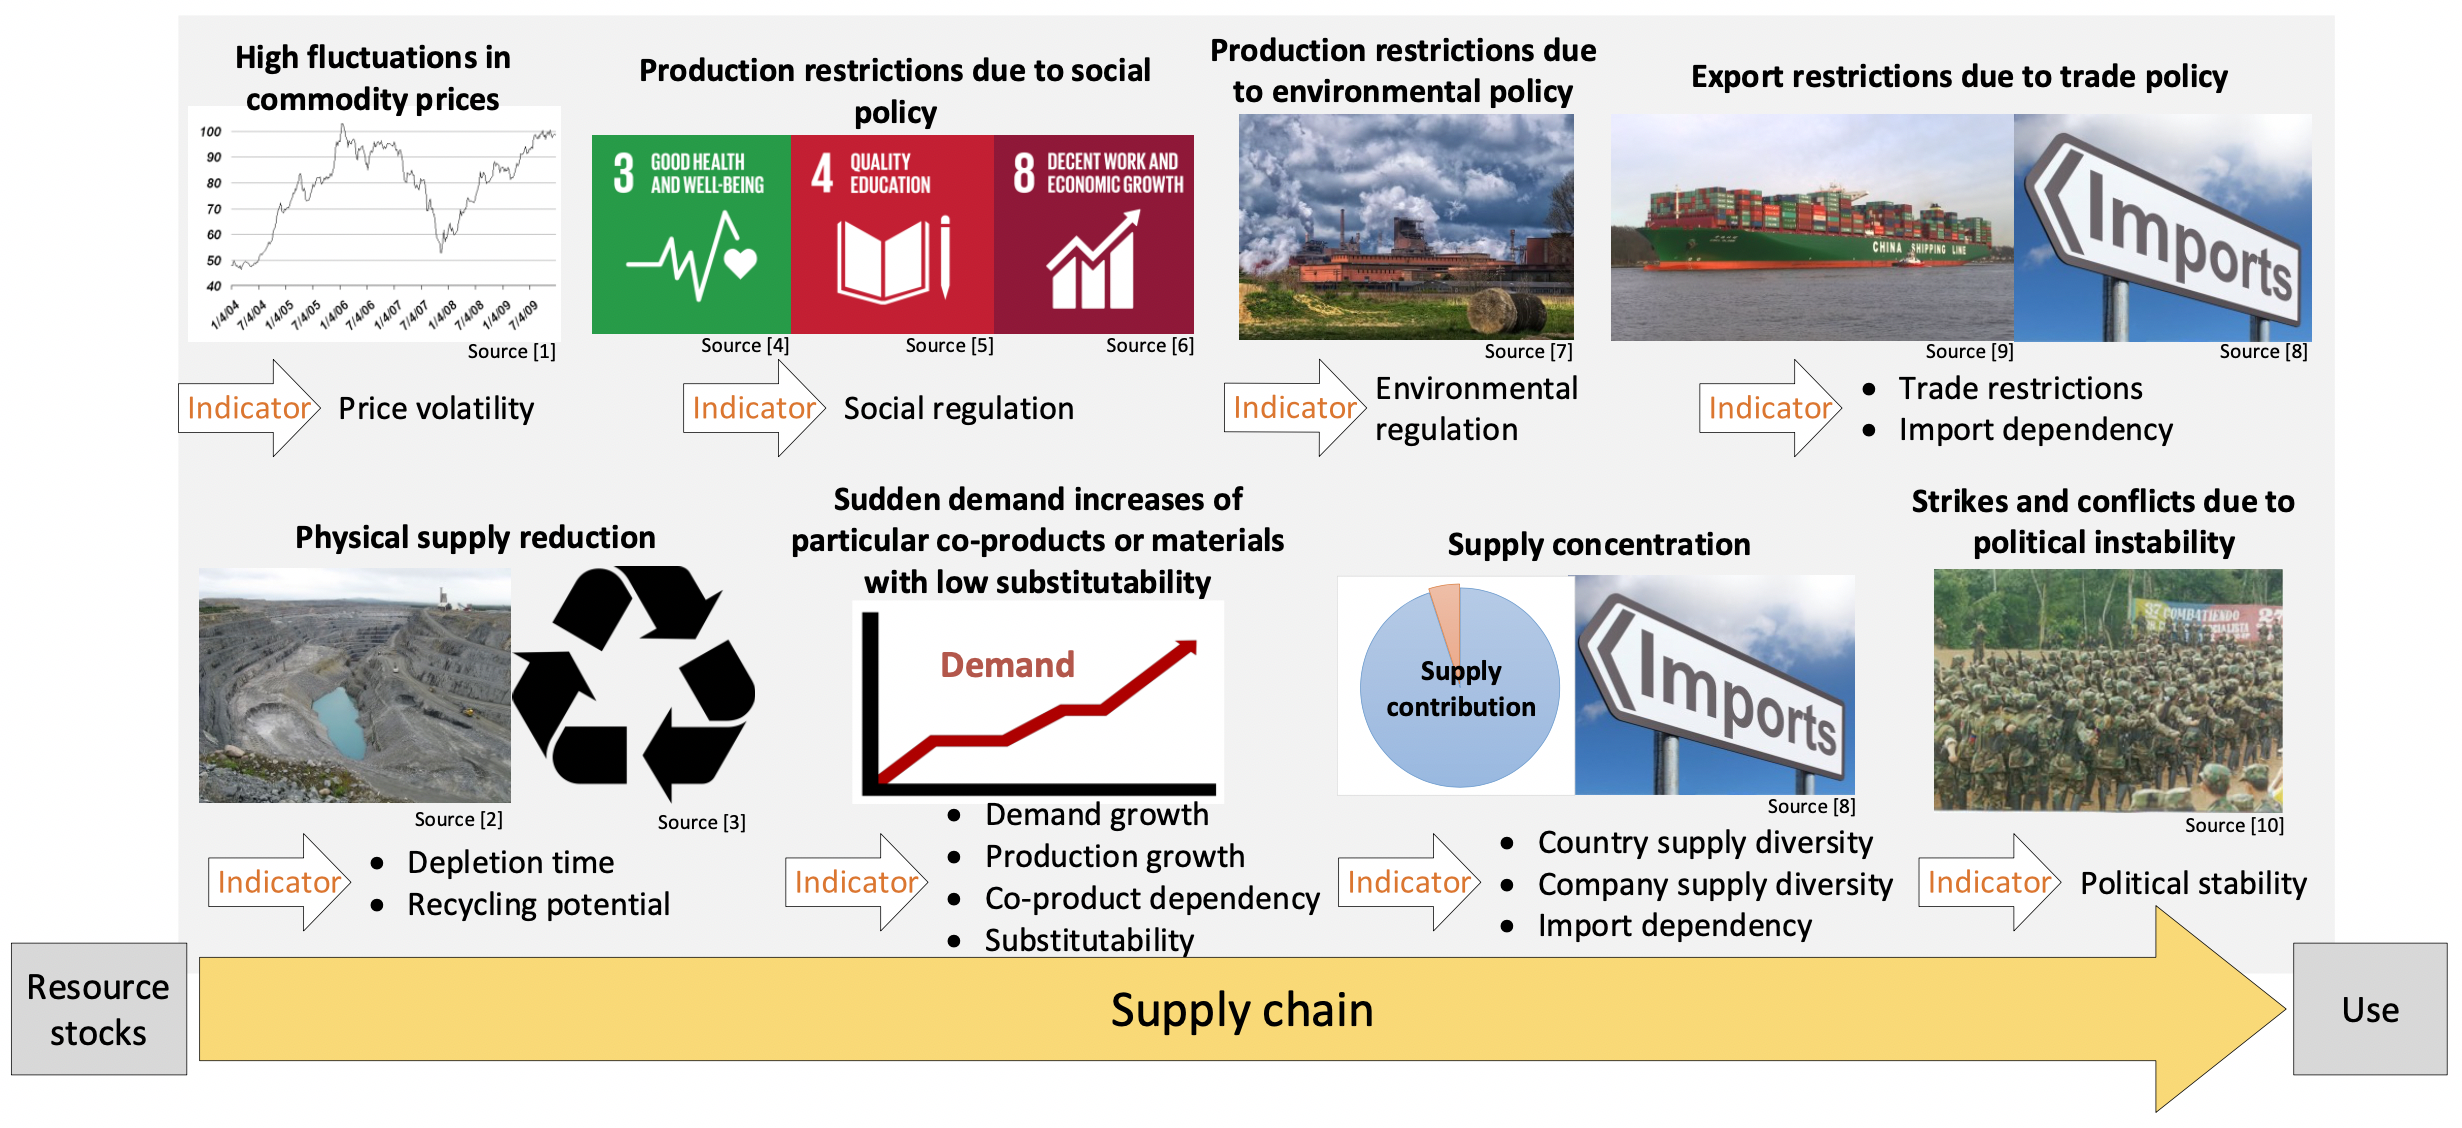 High fluctuations in
commodity prices
100
90
80
70
60
50
40
1/4/04
7/4/04
1/4/05
7/4/05
1/4/06
7/4/06
1/4/07
7/4/07
1/4/08
7/4/08
1/4/09
7/4/09
Source [1]
Indicator
Price volatility
Production restrictions due to social
policy
3 GOOD HEALTH
AND WELL-BEING
4 QUALITY
EDUCATION
8 DECENT WORK AND
ECONOMIC GROWTH
Source [4]
Source [5]
Source [6]
Indicator
Social regulation
Production restrictions due
to environmental policy
Source [7]
Indicator
Environmental
regulation
Export restrictions due to trade policy
CHINA SHIPPING LINE
Imports
Source [9]
Source [8]
Indicator
• Trade restrictions
• Import dependency
Physical supply reduction
Source [2]
Source [3]
Indicator
• Depletion time
• Recycling potential
Sudden demand increases of
particular co-products or materials
with low substitutability
Demand
Indicator
• Demand growth
• Production growth
• Co-product dependency
• Substitutability
Supply concentration
Supply
contribution
Imports
Source [8]
Indicator
• Country supply diversity
• Company supply diversity
• Import dependency
Strikes and conflicts due to
political instability
COMBATIENDO
Source [10]
Indicator
Political stability
Resource
stocks
Supply chain
Use